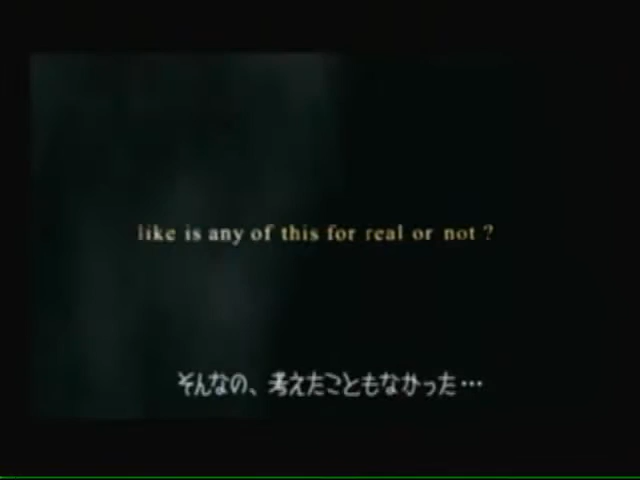 like is any of this for real or not ?
そんなの、考えたこともなかった…